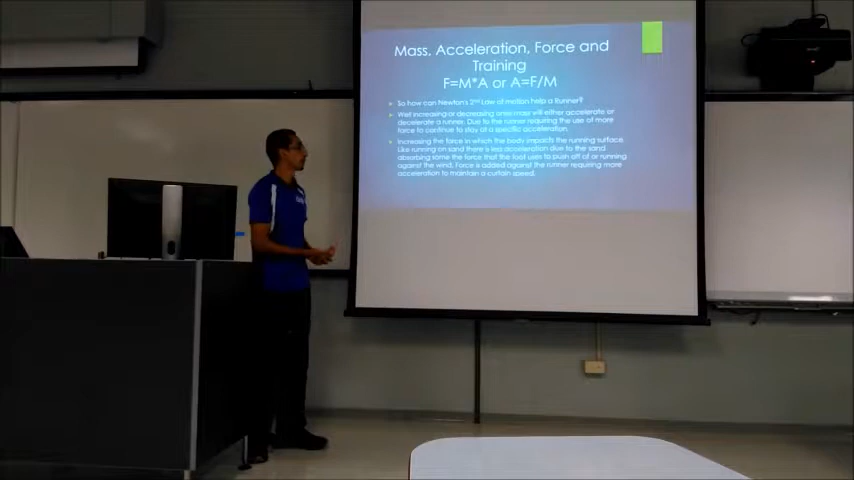 Mass. Acceleration, Force and
Training
F=M*A or A=F/M
So how can Newton's 2nd Law of motion help a Runner?
Well increasing or decreasing ones mass will either accelerate or
decelerate a runner. Due to the runner requiring the use of more
force to continue to stay at a specific acceleration.
Increasing the force in which the body impacts the running surface.
Like running on sand there is less acceleration due to the sand
absorbing some the force that the foot uses to push off of or running
against the wind. Force is added against the runner requiring more
acceleration to maintain a curtain speed.